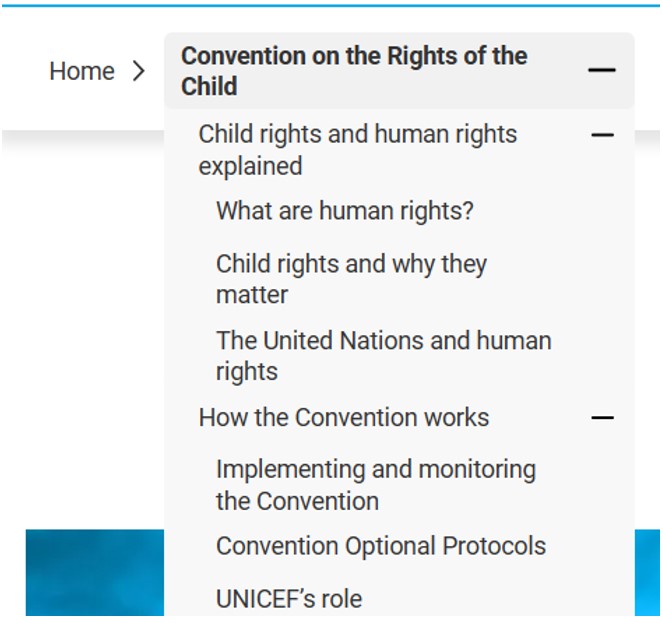 Home
Convention on the Rights of the
Child
Child rights and human rights
explained
What are human rights?
Child rights and why they
matter
The United Nations and human
rights
How the Convention works
Implementing and monitoring
the Convention
Convention Optional Protocols
UNICEF’s role